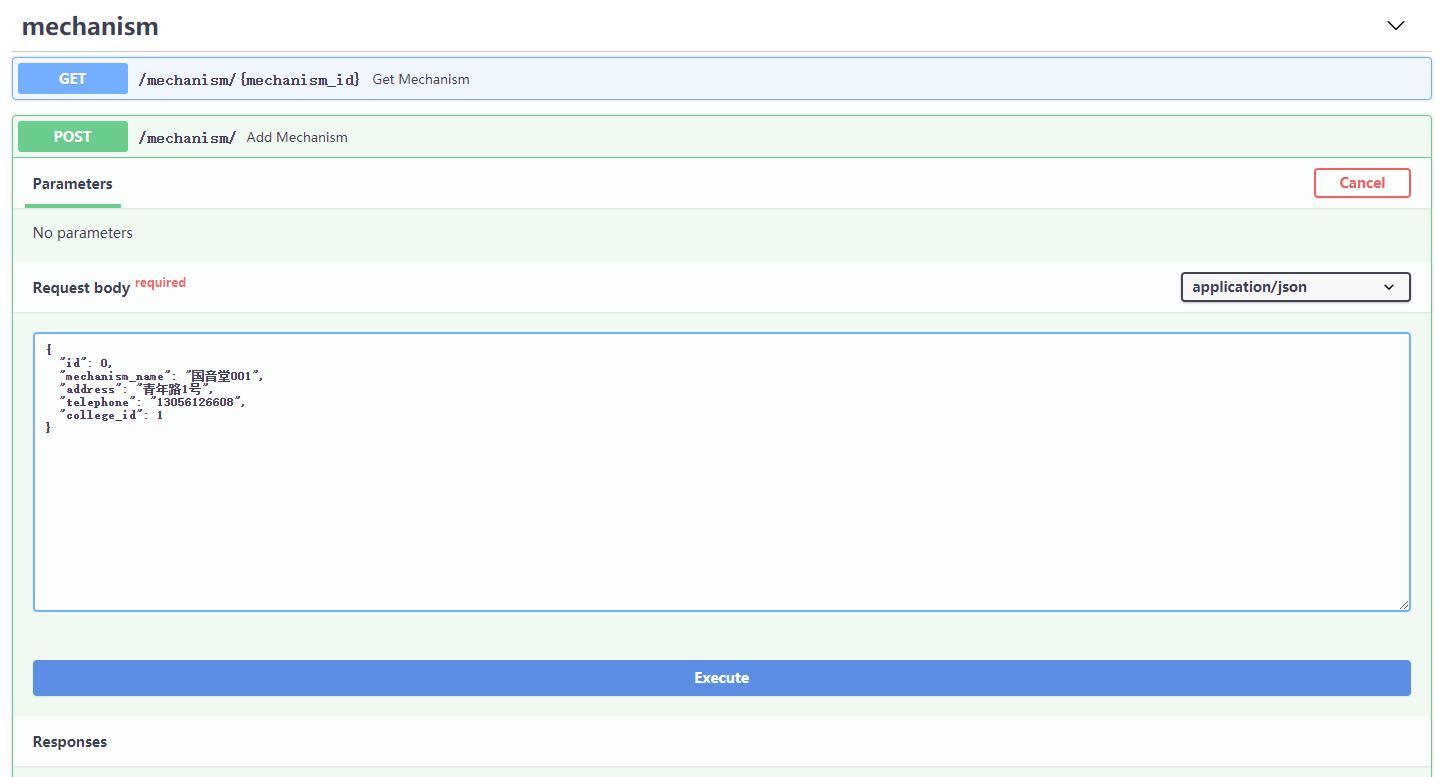 mechanism
GET /mechanism/{mechanism_id} Get Mechanism
POST /mechanism/ Add Mechanism
Parameters Cancel
No parameters
Request body required application/json
{
"id": 0,
"mechanism_name": "国音堂001",
"address": "青年路1号",
"telephone": "13056126608",
"college_id": 1
}
Execute
Responses